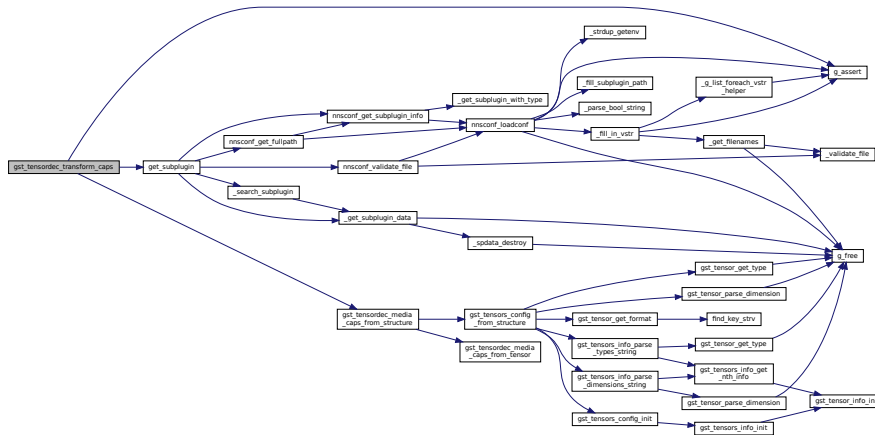 _strdup_getenv
g_assert
_fill_subplugin_path
_g_list_foreach_vstr
_helper
_get_subplugin_with_type
_parse_bool_string
nnsconf_get_subplugin_info
nnsconf_loadconf
_fill_in_vstr
nnsconf_get_fullpath
_get_filenames
_validate_file
gst_tensordec_transform_caps
get_subplugin
nnsconf_validate_file
_search_subplugin
_get_subplugin_data
_spdata_destroy
g_free
gst_tensor_get_type
gst_tensor_parse_dimension
gst_tensordec_media
_caps_from_structure
gst_tensors_config
_from_structure
gst_tensor_get_format
find_key_strv
gst_tensordec_media
_caps_from_tensor
gst_tensors_info_parse
_types_string
gst_tensor_get_type
gst_tensors_info_get
_nth_info
gst_tensors_info_parse
_dimensions_string
gst_tensor_parse_dimension
gst_tensors_config_init
gst_tensors_info_init